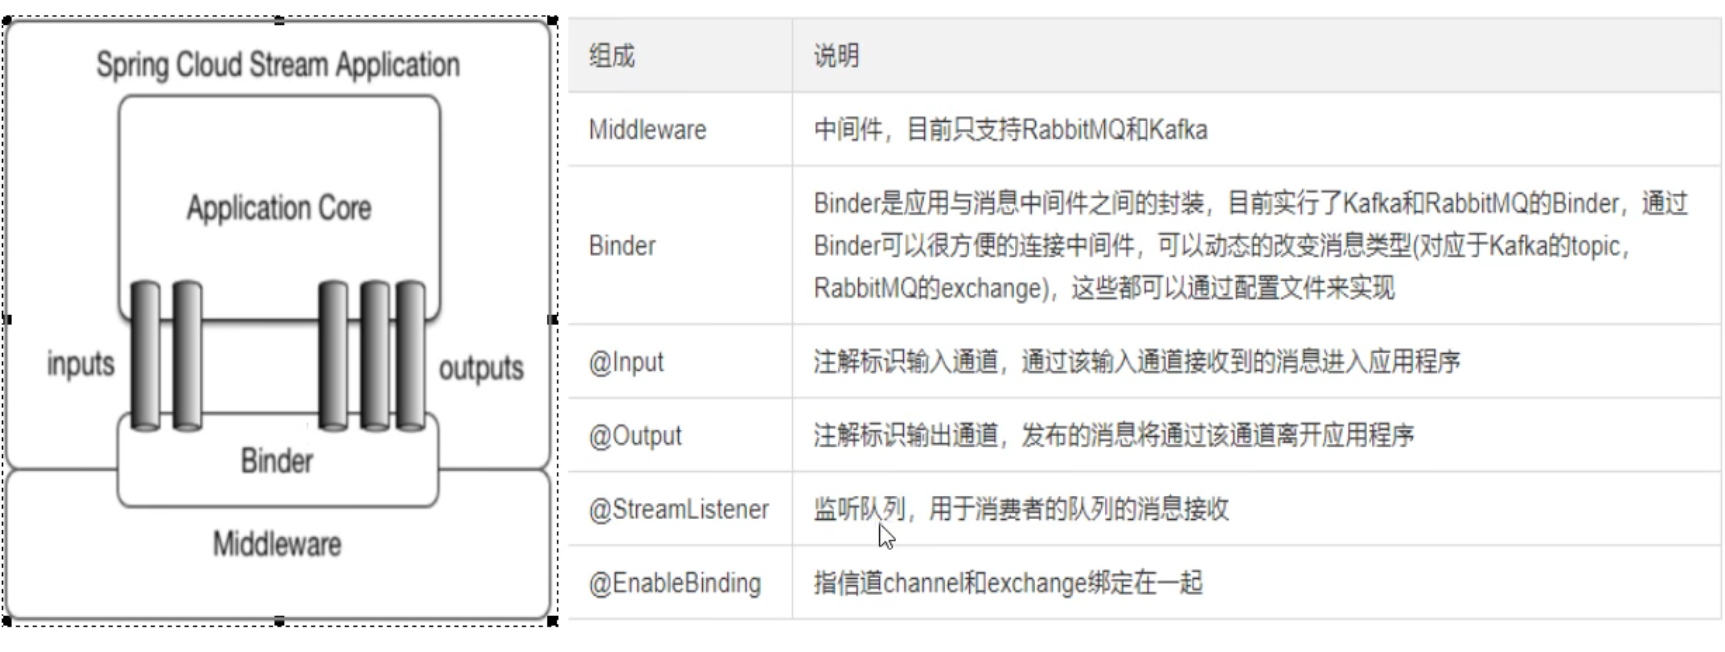 Spring Cloud Stream Application
Application Core
inputs
outputs
Binder
Middleware
组成 说明
Middleware 中间件，目前只支持RabbitMQ和Kafka
Binder Binder是应用与消息中间件之间的封装，目前实行了Kafka和RabbitMQ的Binder，通过
Binder可以很方便的连接中间件，可以动态的改变消息类型(对应于Kafka的topic，
RabbitMQ的exchange)，这些都可以通过配置文件来实现
@Input 注解标识输入通道，通过该输入通道接收到的消息进入应用程序
@Output 注解标识输出通道，发布的消息将通过该通道离开应用程序
@StreamListener 监听队列，用于消费者的队列的消息接收
@EnableBinding 指信道channel和exchange绑定在一起